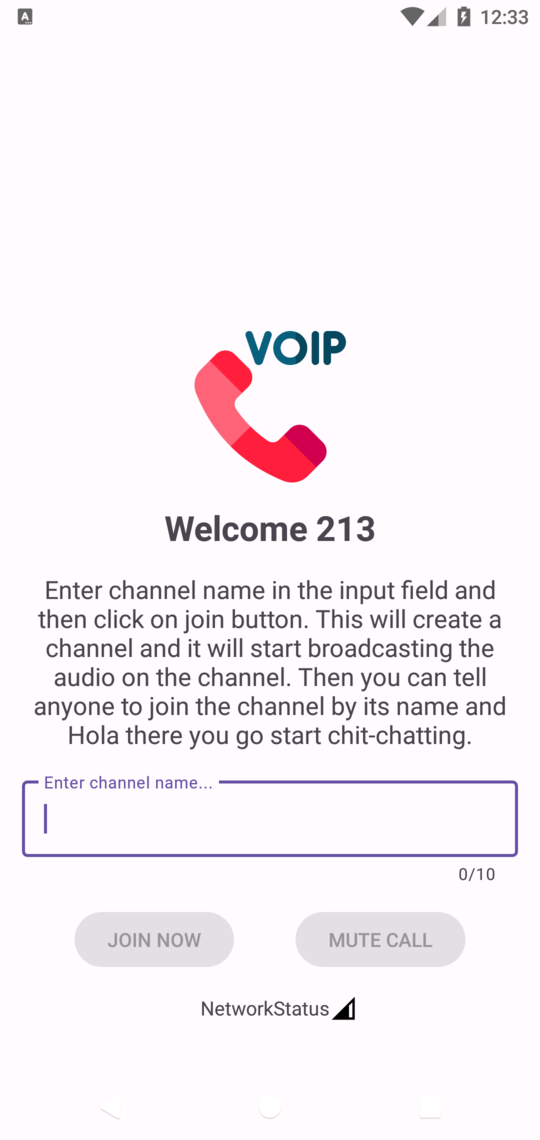 A
12:33
VOIP
Welcome 213
Enter channel name in the input field and
then click on join button. This will create a
channel and it will start broadcasting the
audio on the channel. Then you can tell
anyone to join the channel by its name and
Hola there you go start chit-chatting.
Enter channel name...
0/10
JOIN NOW
MUTE CALL
NetworkStatus